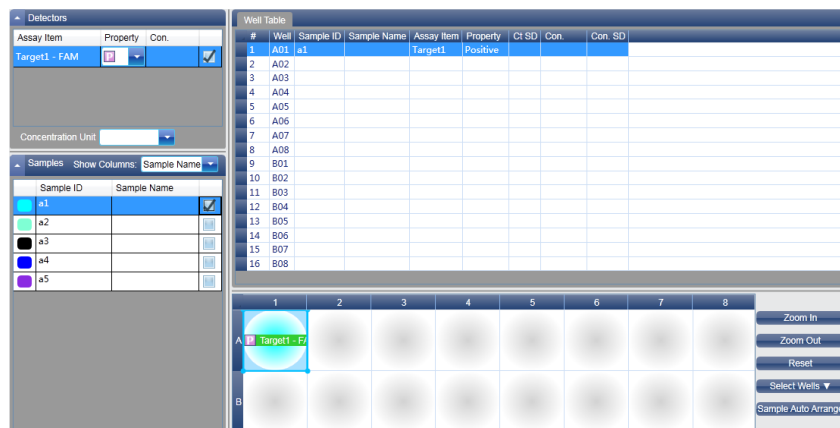 Detectors
Assay Item Property Con.
Target1 - FAM P
Concentration Unit
Samples Show Columns: Sample Name
Sample ID Sample Name
a1
a2
a3
a4
a5
Well Table
# Well Sample ID Sample Name Assay Item Property Ct SD Con. Con. SD
1 A01 a1 Target1 Positive
2 A02
3 A03
4 A04
5 A05
6 A06
7 A07
8 A08
9 B01
10 B02
11 B03
12 B04
13 B05
14 B06
15 B07
16 B08
1 2 3 4 5 6 7 8
A P Target1 - FA
B
Zoom In
Zoom Out
Reset
Select Wells ▼
Sample Auto Arrange